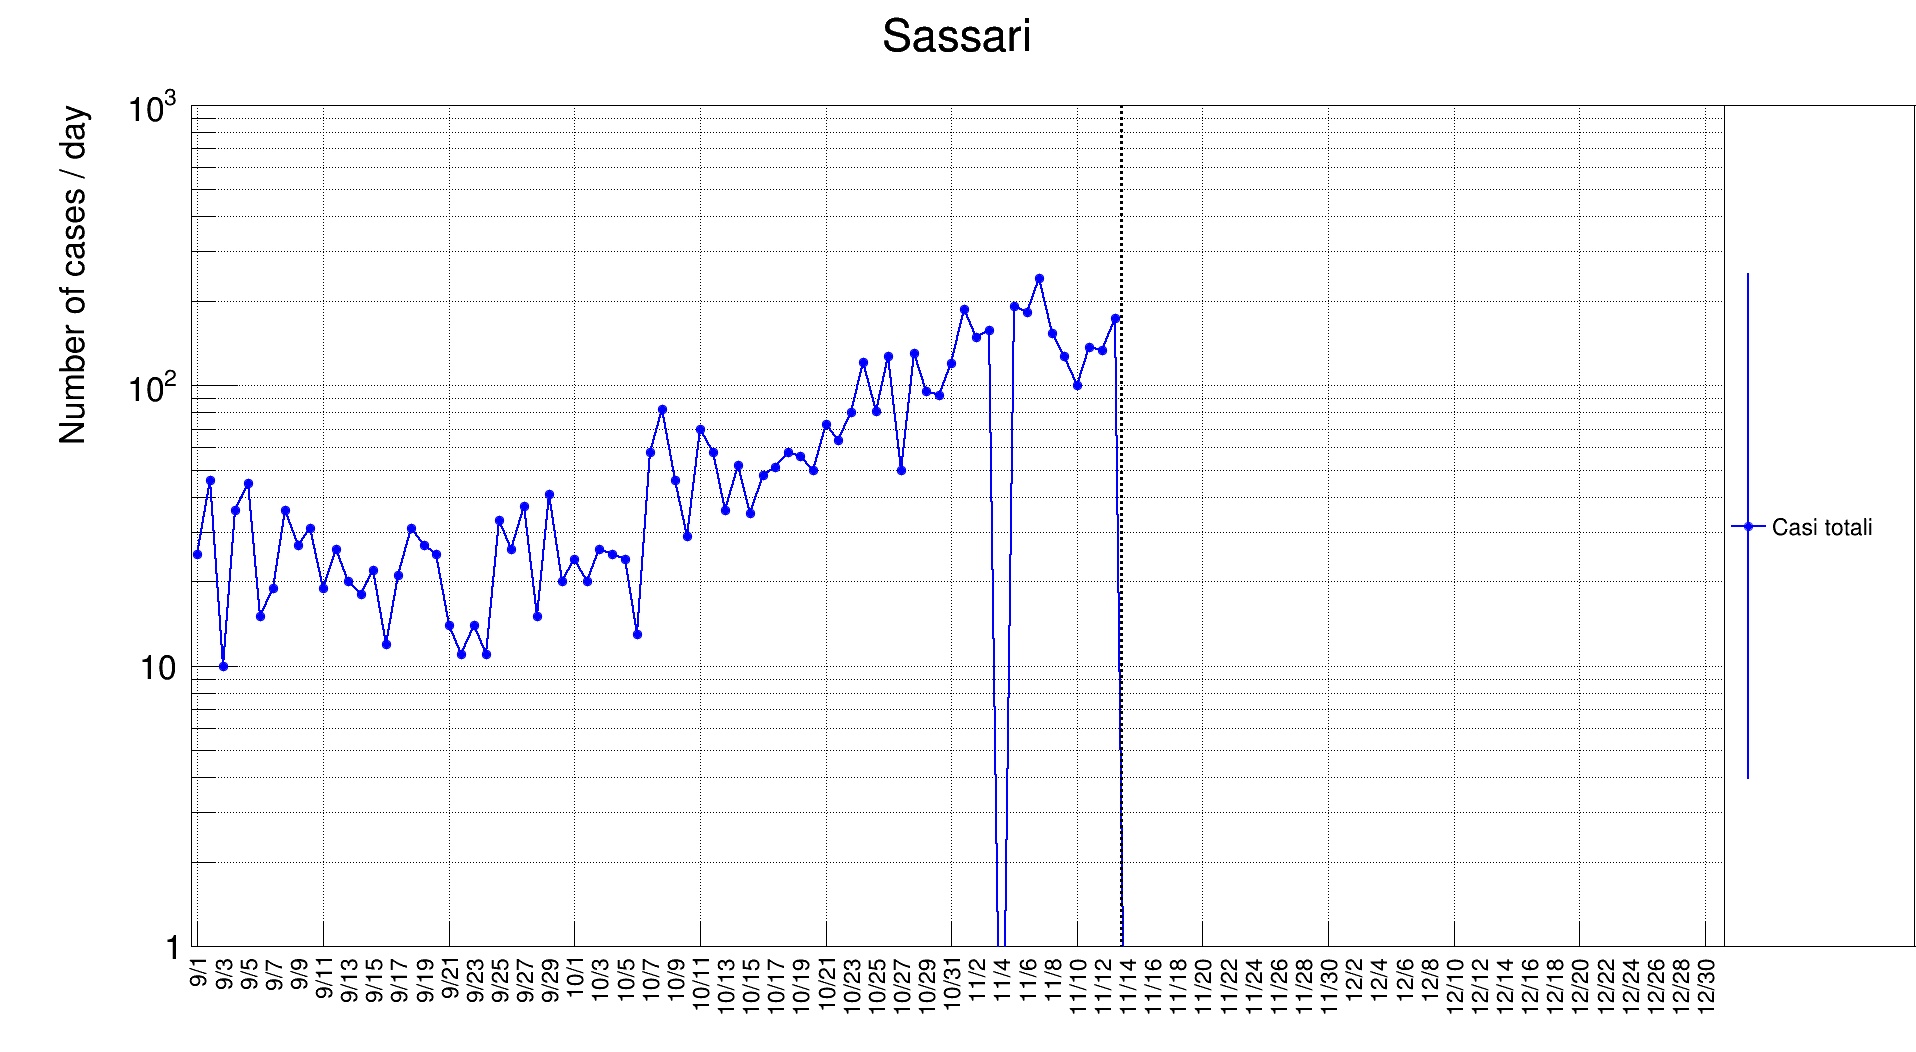 Sassari
Number of cases / day
10³
10²
10
1
9/1 9/3 9/5 9/7 9/9 9/11 9/13 9/15 9/17 9/19 9/21 9/23 9/25 9/27 9/29 10/1 10/3 10/5 10/7 10/9 10/11 10/13 10/15 10/17 10/19 10/21 10/23 10/25 10/27 10/29 10/31 11/2 11/4 11/6 11/8 11/10 11/12 11/14 11/16 11/18 11/20 11/22 11/24 11/26 11/28 11/30 12/2 12/4 12/6 12/8 12/10 12/12 12/14 12/16 12/18 12/20 12/22 12/24 12/26 12/28 12/30
Casi totali